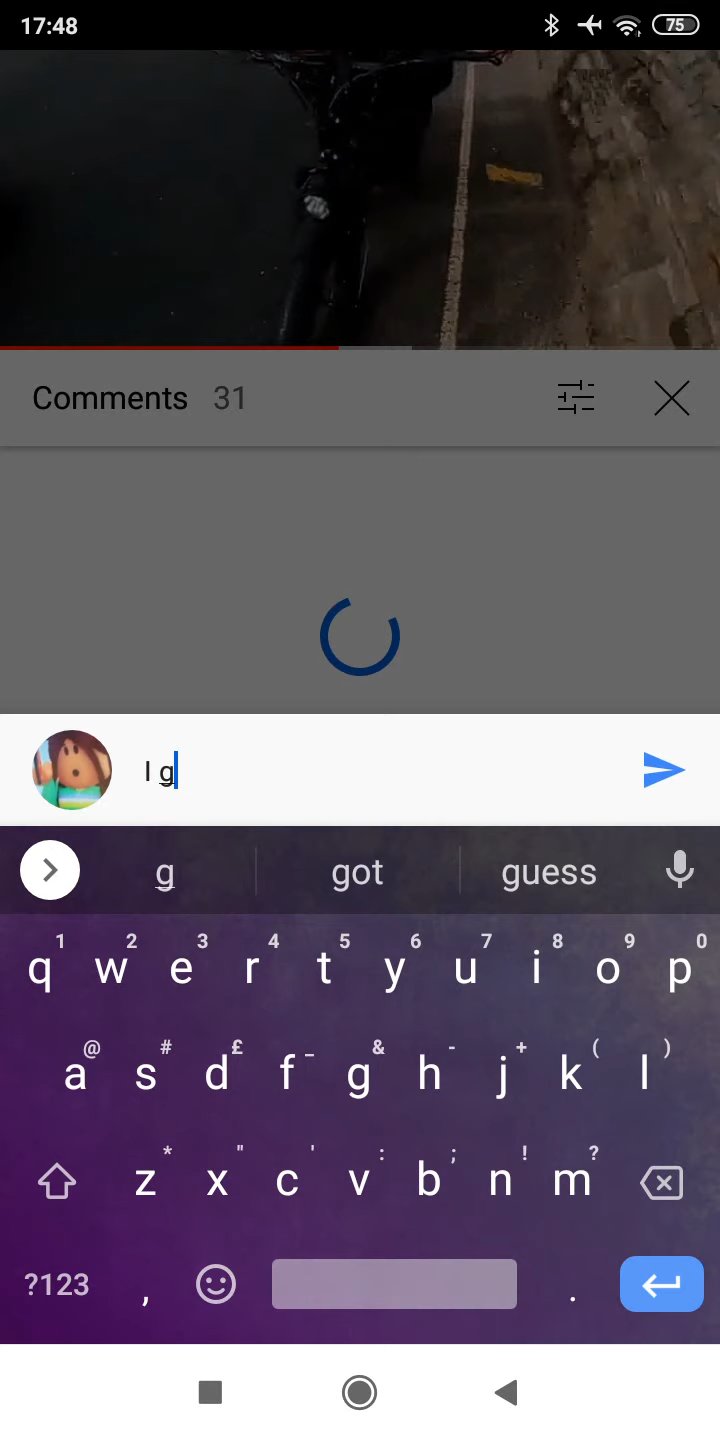 17:48 75
Comments 31
I g
g got guess
1 2 3 4 5 6 7 8 9 0
q w e r t y u i o p
@ # £ _ & - + ( )
a s d f g h j k l
* " ' : ; ! ?
z x c v b n m
?123 , .